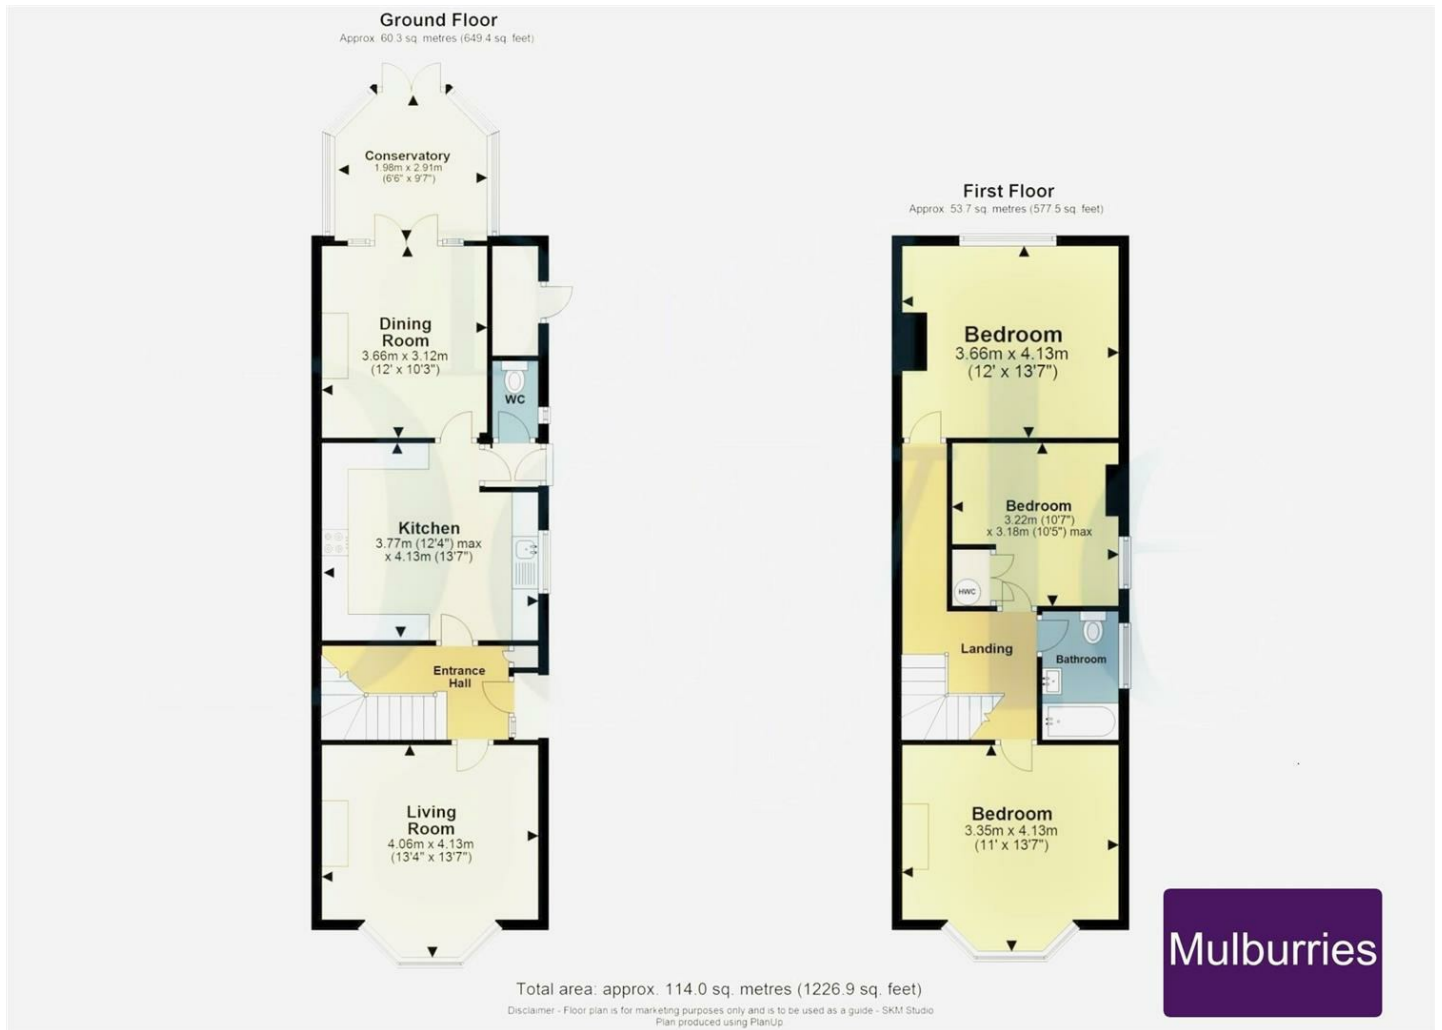 Ground Floor
Approx. 60.3 sq. metres (649.4 sq. feet)
Conservatory
1.98m x 2.91m
(6'6" x 9'7")
Dining
Room
3.66m x 3.12m
(12' x 10'3")
WC
Kitchen
3.77m (12'4") max
x 4.13m (13'7")
Entrance
Hall
Living
Room
4.06m x 4.13m
(13'4" x 13'7")
First Floor
Approx. 53.7 sq. metres (577.5 sq. feet)
Bedroom
3.66m x 4.13m
(12' x 13'7")
Bedroom
3.22m (10'7")
x 3.18m (10'5") max
HWC
Landing
Bathroom
Bedroom
3.35m x 4.13m
(11' x 13'7")
Mulburries
Total area: approx. 114.0 sq. metres (1226.9 sq. feet)
Disclaimer - Floor plan is for marketing purposes only and is to be used as a guide - SKM Studio
Plan produced using PlanUp